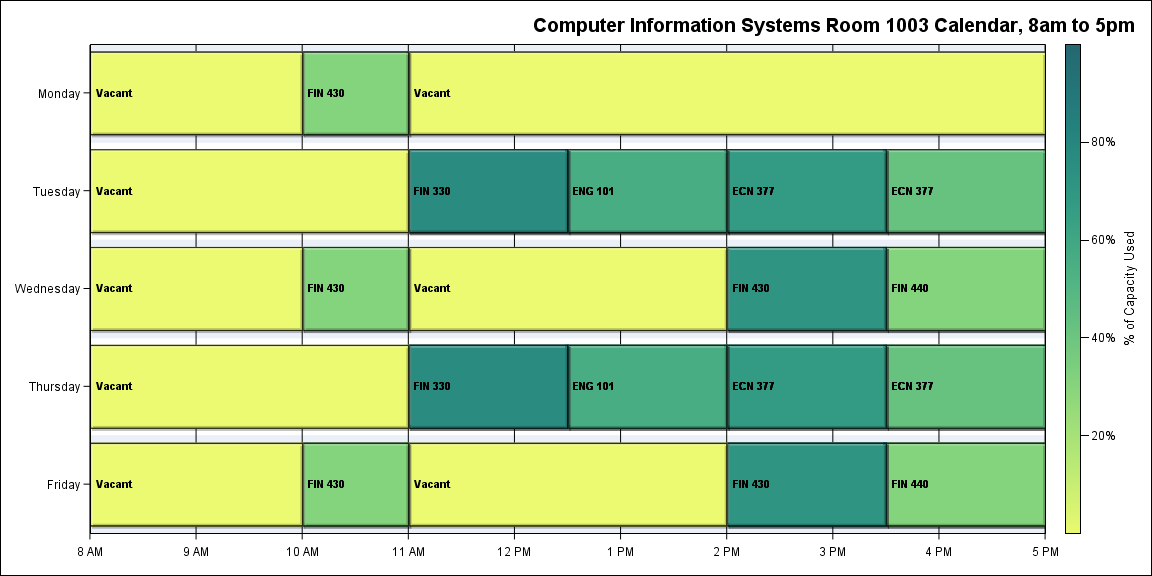 Computer Information Systems Room 1003 Calendar, 8am to 5pm
Monday
Vacant
FIN 430
Vacant
Tuesday
Vacant
FIN 330
ENG 101
ECN 377
ECN 377
Wednesday
Vacant
FIN 430
Vacant
FIN 430
FIN 440
Thursday
Vacant
FIN 330
ENG 101
ECN 377
ECN 377
Friday
Vacant
FIN 430
Vacant
FIN 430
FIN 440
8 AM
9 AM
10 AM
11 AM
12 PM
1 PM
2 PM
3 PM
4 PM
5 PM
80%
60%
40%
20%
% of Capacity Used